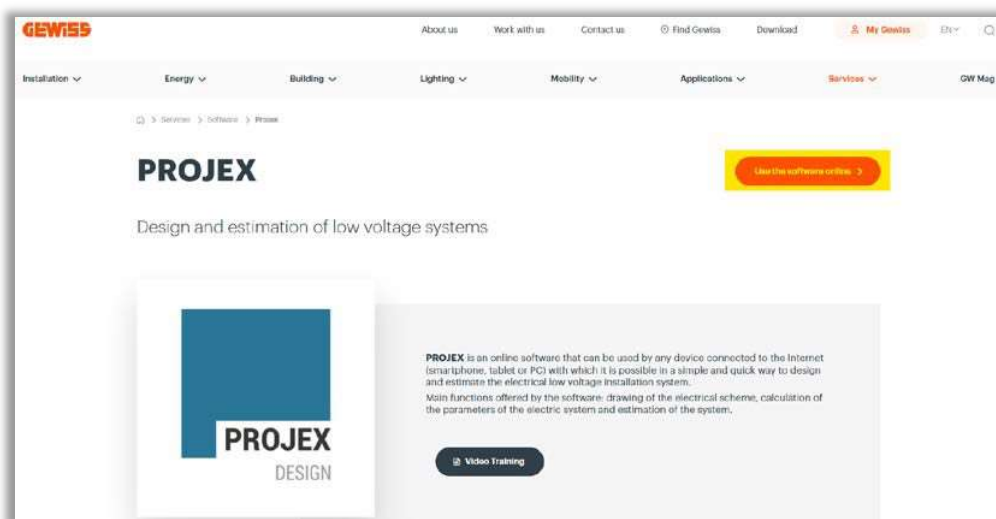 GEWISS
About us Work with us Contact us Find Gewiss Download My Gewiss EN
Installation Energy Building Lighting Mobility Applications Services GW Mag
> Services > Software > Projex
PROJEX
Use the software online >
Design and estimation of low voltage systems
PROJEX is an online software that can be used by any device connected to the Internet
(smartphone, tablet or PC) with which it is possible in a simple and quick way to design
and estimate the electrical low voltage installation system.
Main functions offered by the software: drawing of the electrical scheme, calculation of
the parameters of the electric system and estimation of the system.
PROJEX
DESIGN
Video Training